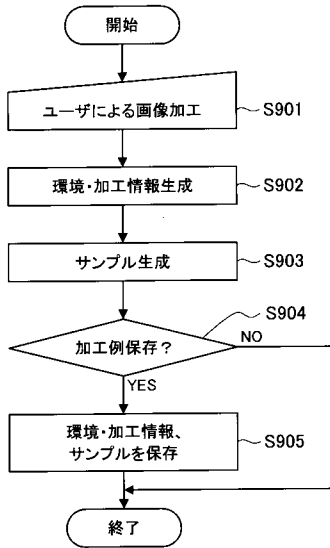 開始
ユーザによる画像加工
S901
環境・加工情報生成
S902
サンプル生成
S903
加工例保存？
S904
NO
YES
環境・加工情報、
サンプルを保存
S905
終了